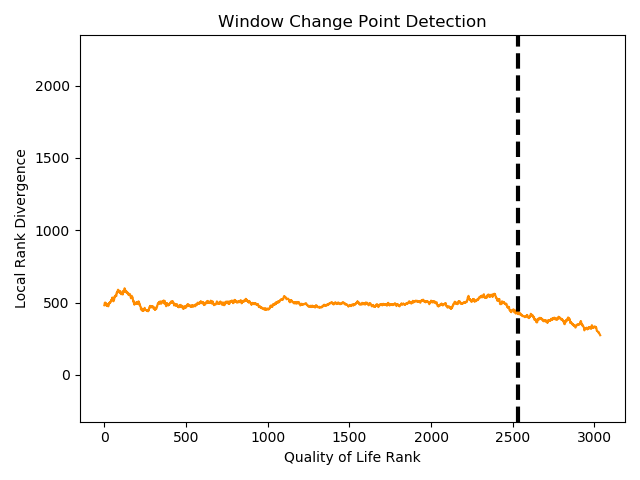 Window Change Point Detection
Local Rank Divergence
2000
1500
1000
500
0
0 500 1000 1500 2000 2500 3000
Quality of Life Rank